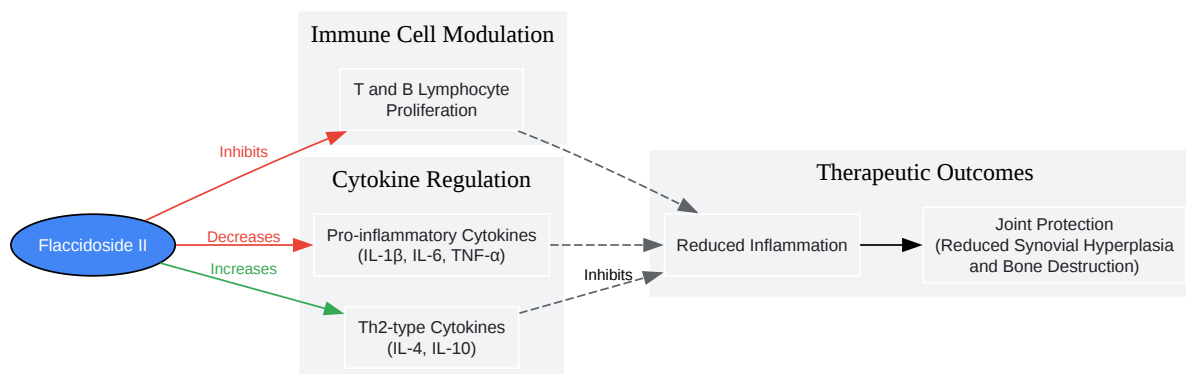 Immune Cell Modulation
T and B Lymphocyte
Proliferation
Inhibits
Cytokine Regulation
Therapeutic Outcomes
Flaccidoside II
Decreases
Pro-inflammatory Cytokines
(IL-1β, IL-6, TNF-α)
Reduced Inflammation
Joint Protection
(Reduced Synovial Hyperplasia
and Bone Destruction)
Increases
Inhibits
Th2-type Cytokines
(IL-4, IL-10)